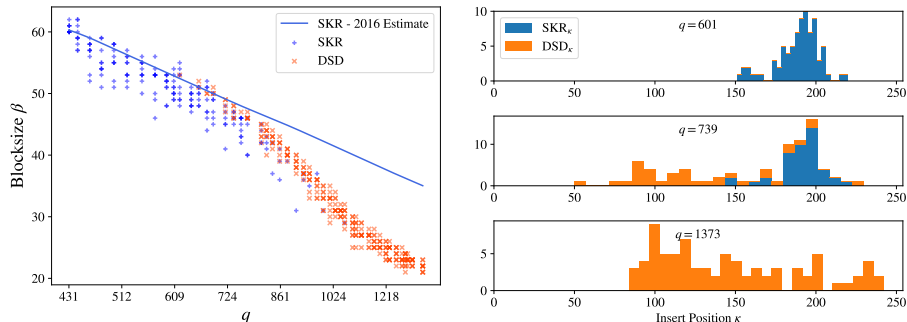 SKR - 2016 Estimate
SKR
DSD
Blocksize β
60
50
40
30
20
431 512 609 724 861 1024 1218
q
SKRκ
DSDκ
q = 601
10
5
0
0 50 100 150 200 250
q = 739
10
0
0 50 100 150 200 250
q = 1373
5
0
0 50 100 150 200 250
Insert Position κ